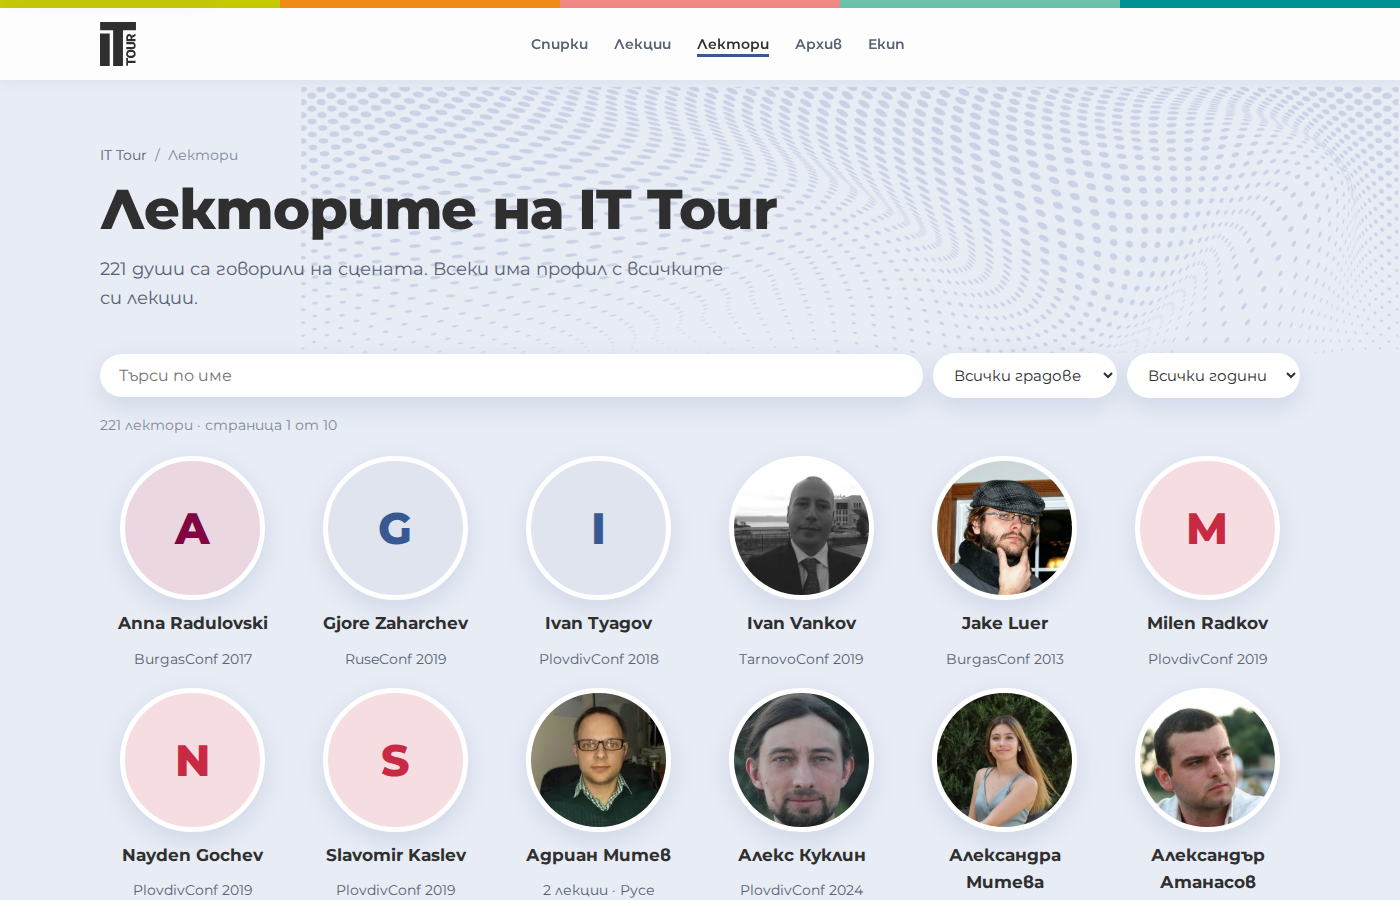 IT TOUR
Спирки Лекции Лектори Архив Екип
IT Tour / Лектори
Лекторите на IT Tour
221 души са говорили на сцената. Всеки има профил с всичките
си лекции.
Търси по име Всички градове Всички години
221 лектори · страница 1 от 10
A G I M
Anna Radulovski Gjore Zaharchev Ivan Tyagov Ivan Vankov Jake Luer Milen Radkov
BurgasConf 2017 RuseConf 2019 PlovdivConf 2018 TarnovoConf 2019 BurgasConf 2013 PlovdivConf 2019
N S
Nayden Gochev Slavomir Kaslev Адриан Митев Алекс Куклин Александра Митева Александър Атанасов
PlovdivConf 2019 PlovdivConf 2019 2 лекции · Русе PlovdivConf 2024